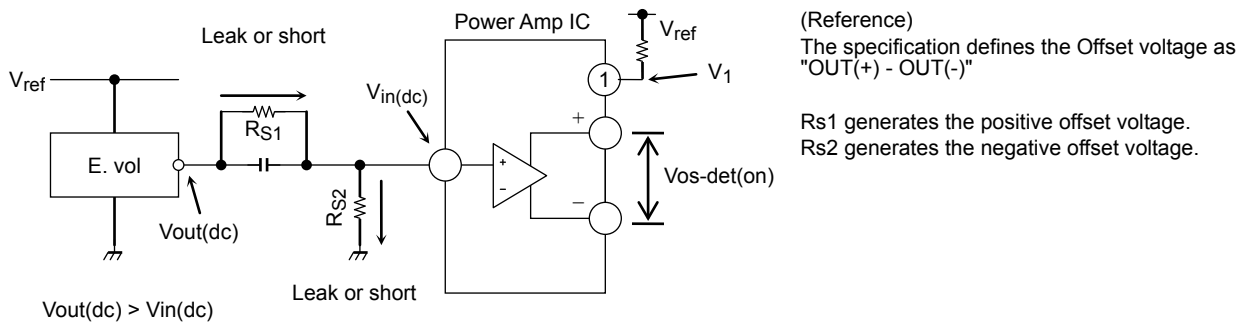 Leak or short
Power Amp IC
Vref
V1
1
Vref
Vin(dc)
RS1
E. vol
+
+
−
−
Vos-det(on)
RS2
Vout(dc)
Leak or short
Vout(dc) > Vin(dc)
(Reference)
The specification defines the Offset voltage as
"OUT(+) - OUT(-)"
Rs1 generates the positive offset voltage.
Rs2 generates the negative offset voltage.